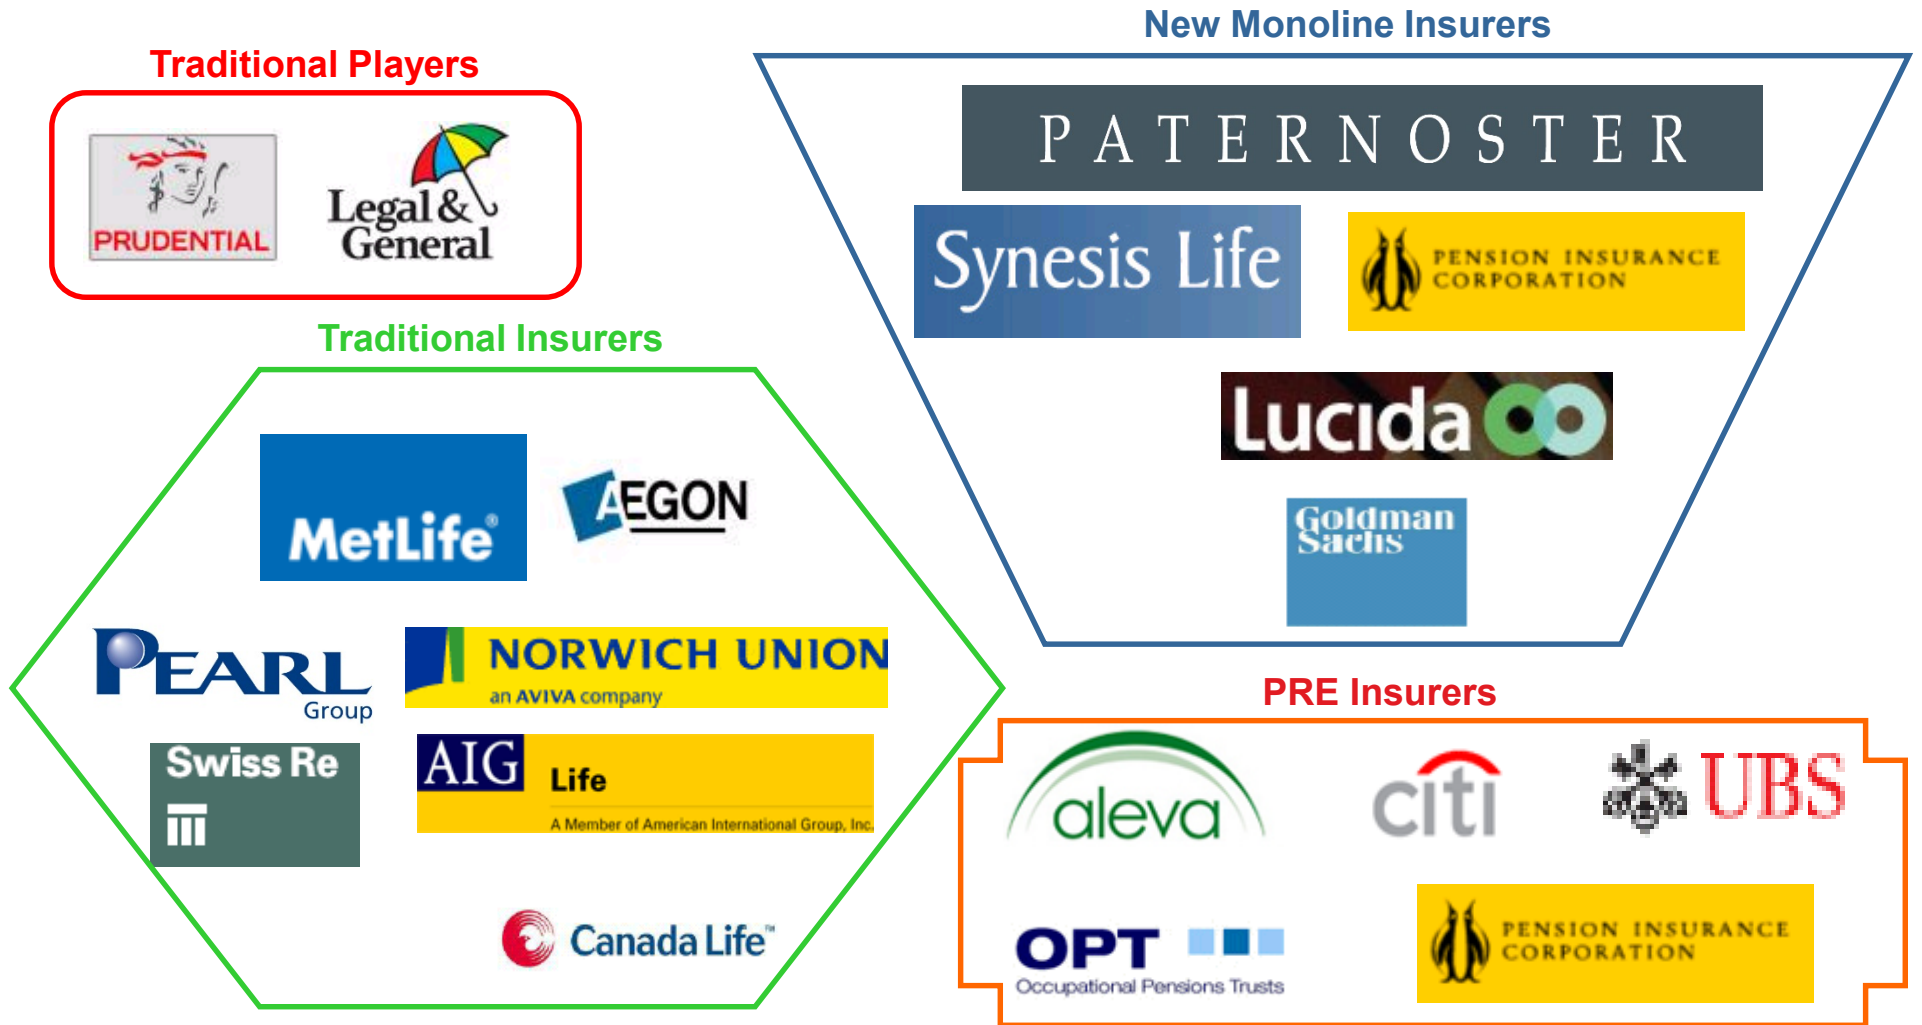 New Monoline Insurers
Traditional Players
PATERNOSTER
PRUDENTIAL
Legal &
General
Synesis Life
PENSION INSURANCE
CORPORATION
Traditional Insurers
Lucida
MetLife®
AEGON
Goldman
Sachs
PEARL
Group
NORWICH UNION
an AVIVA company
PRE Insurers
Swiss Re
AIG
Life
A Member of American International Group, Inc.
aleva
citi
UBS
Canada Life™
OPT
Occupational Pensions Trusts
PENSION INSURANCE
CORPORATION